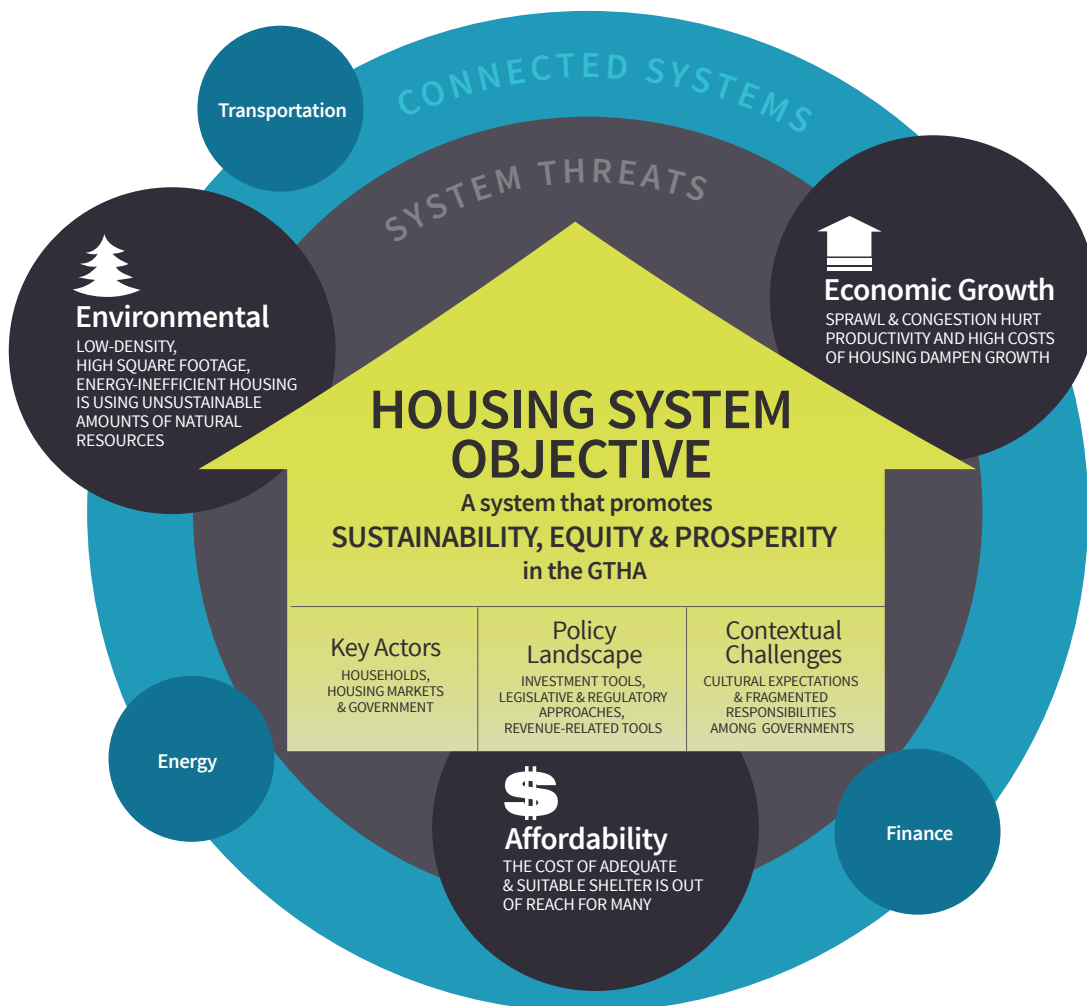 CONNECTED SYSTEMS
Transportation
SYSTEM THREATS
Environmental
LOW-DENSITY,
HIGH SQUARE FOOTAGE,
ENERGY-INEFFICIENT HOUSING
IS USING UNSUSTAINABLE
AMOUNTS OF NATURAL
RESOURCES
Economic Growth
SPRAWL & CONGESTION HURT
PRODUCTIVITY AND HIGH COSTS
OF HOUSING DAMPEN GROWTH
HOUSING SYSTEM
OBJECTIVE
A system that promotes
SUSTAINABILITY, EQUITY & PROSPERITY
in the GTHA
Key Actors
HOUSEHOLDS,
HOUSING MARKETS
& GOVERNMENT
Policy
Landscape
INVESTMENT TOOLS,
LEGISLATIVE & REGULATORY
APPROACHES,
REVENUE-RELATED TOOLS
Contextual
Challenges
CULTURAL EXPECTATIONS
& FRAGMENTED
RESPONSIBILITIES
AMONG GOVERNMENTS
Energy
$
Affordability
THE COST OF ADEQUATE
& SUITABLE SHELTER IS OUT
OF REACH FOR MANY
Finance